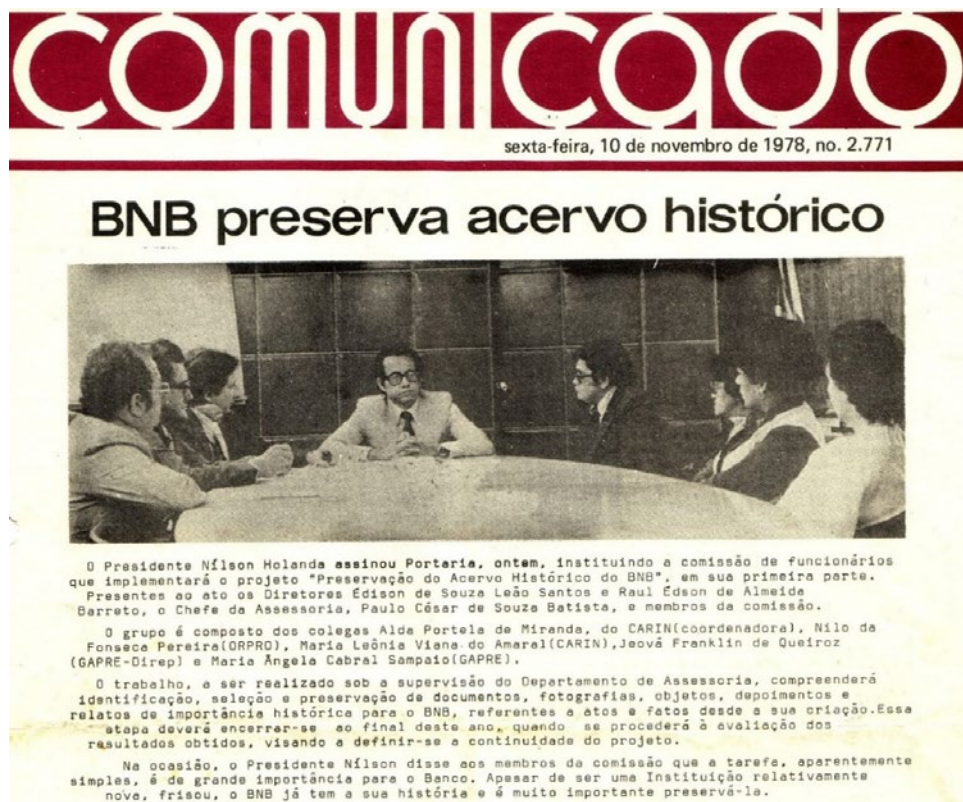 comunicado
sexta-feira, 10 de novembro de 1978, no. 2.771
BNB preserva acervo histórico
O Presidente Nílson Holanda assinou Portaria, ontem, instituindo a comissão de funcionários
que implementará o projeto "Preservação do Acervo Histórico do BNB", em sua primeira parte.
Presentes ao ato os Diretores Édison de Souza Leão Santos e Raul Édson de Almeida
Barreto, o Chefe da Assessoria, Paulo César de Souza Batista, e membros da comissão.
O grupo é composto dos colegas Alda Portela de Miranda, do CARIN(coordenadora), Nilo da
Fonseca Pereira(ORPRO), Maria Leônia Viana do Amaral(CARIN),Jeová Franklin de Queiroz
(GAPRE-Direp) e Maria Ângela Cabral Sampaio(GAPRE).
O trabalho, a ser realizado sob a supervisão do Departamento de Assessoria, compreenderá
identificação, seleção e preservação de documentos, fotografias, objetos, depoimentos e
relatos de importância histórica para o BNB, referentes a atos e fatos desde a sua criação.Essa
etapa deverá encerrar-se ao final deste ano, quando se procederá à avaliação dos
resultados obtidos, visando a definir-se a continuidade do projeto.
Na ocasião, o Presidente Nílson disse aos membros da comissão que a tarefa, aparentemente
simples, é de grande importância para o Banco. Apesar de ser uma Instituição relativamente
nova, frisou, o BNB já tem a sua história e é muito importante preservá-la.